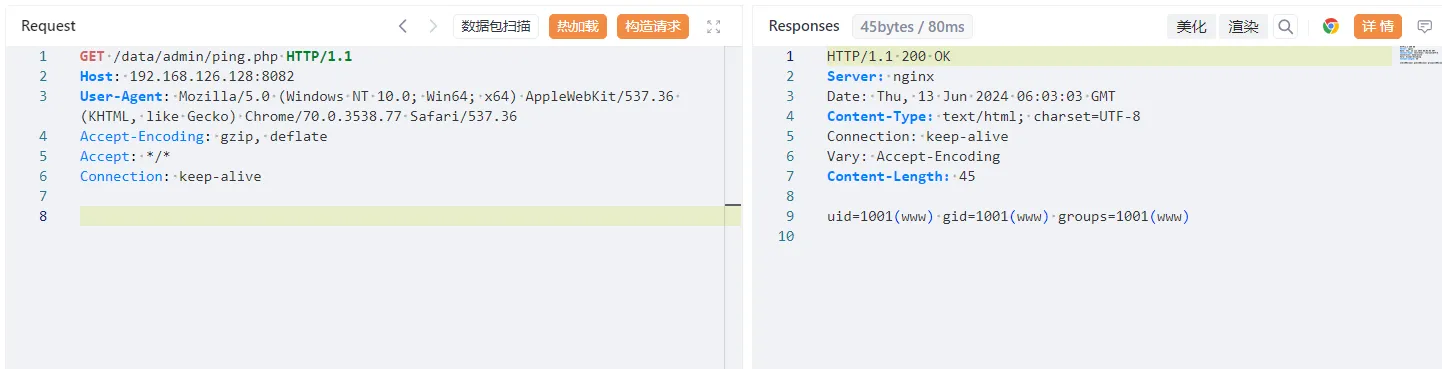 Request
数据包扫描
热加载
构造请求
1 GET /data/admin/ping.php HTTP/1.1
2 Host: 192.168.126.128:8082
3 User-Agent: Mozilla/5.0 (Windows NT 10.0; Win64; x64) AppleWebKit/537.36
(KHTML, like Gecko) Chrome/70.0.3538.77 Safari/537.36
4 Accept-Encoding: gzip, deflate
5 Accept: */*
6 Connection: keep-alive
7
8
Responses
45bytes / 80ms
美化
渲染
详情
1 HTTP/1.1 200 OK
2 Server: nginx
3 Date: Thu, 13 Jun 2024 06:03:03 GMT
4 Content-Type: text/html; charset=UTF-8
5 Connection: keep-alive
6 Vary: Accept-Encoding
7 Content-Length: 45
8
9 uid=1001(www) gid=1001(www) groups=1001(www)
10